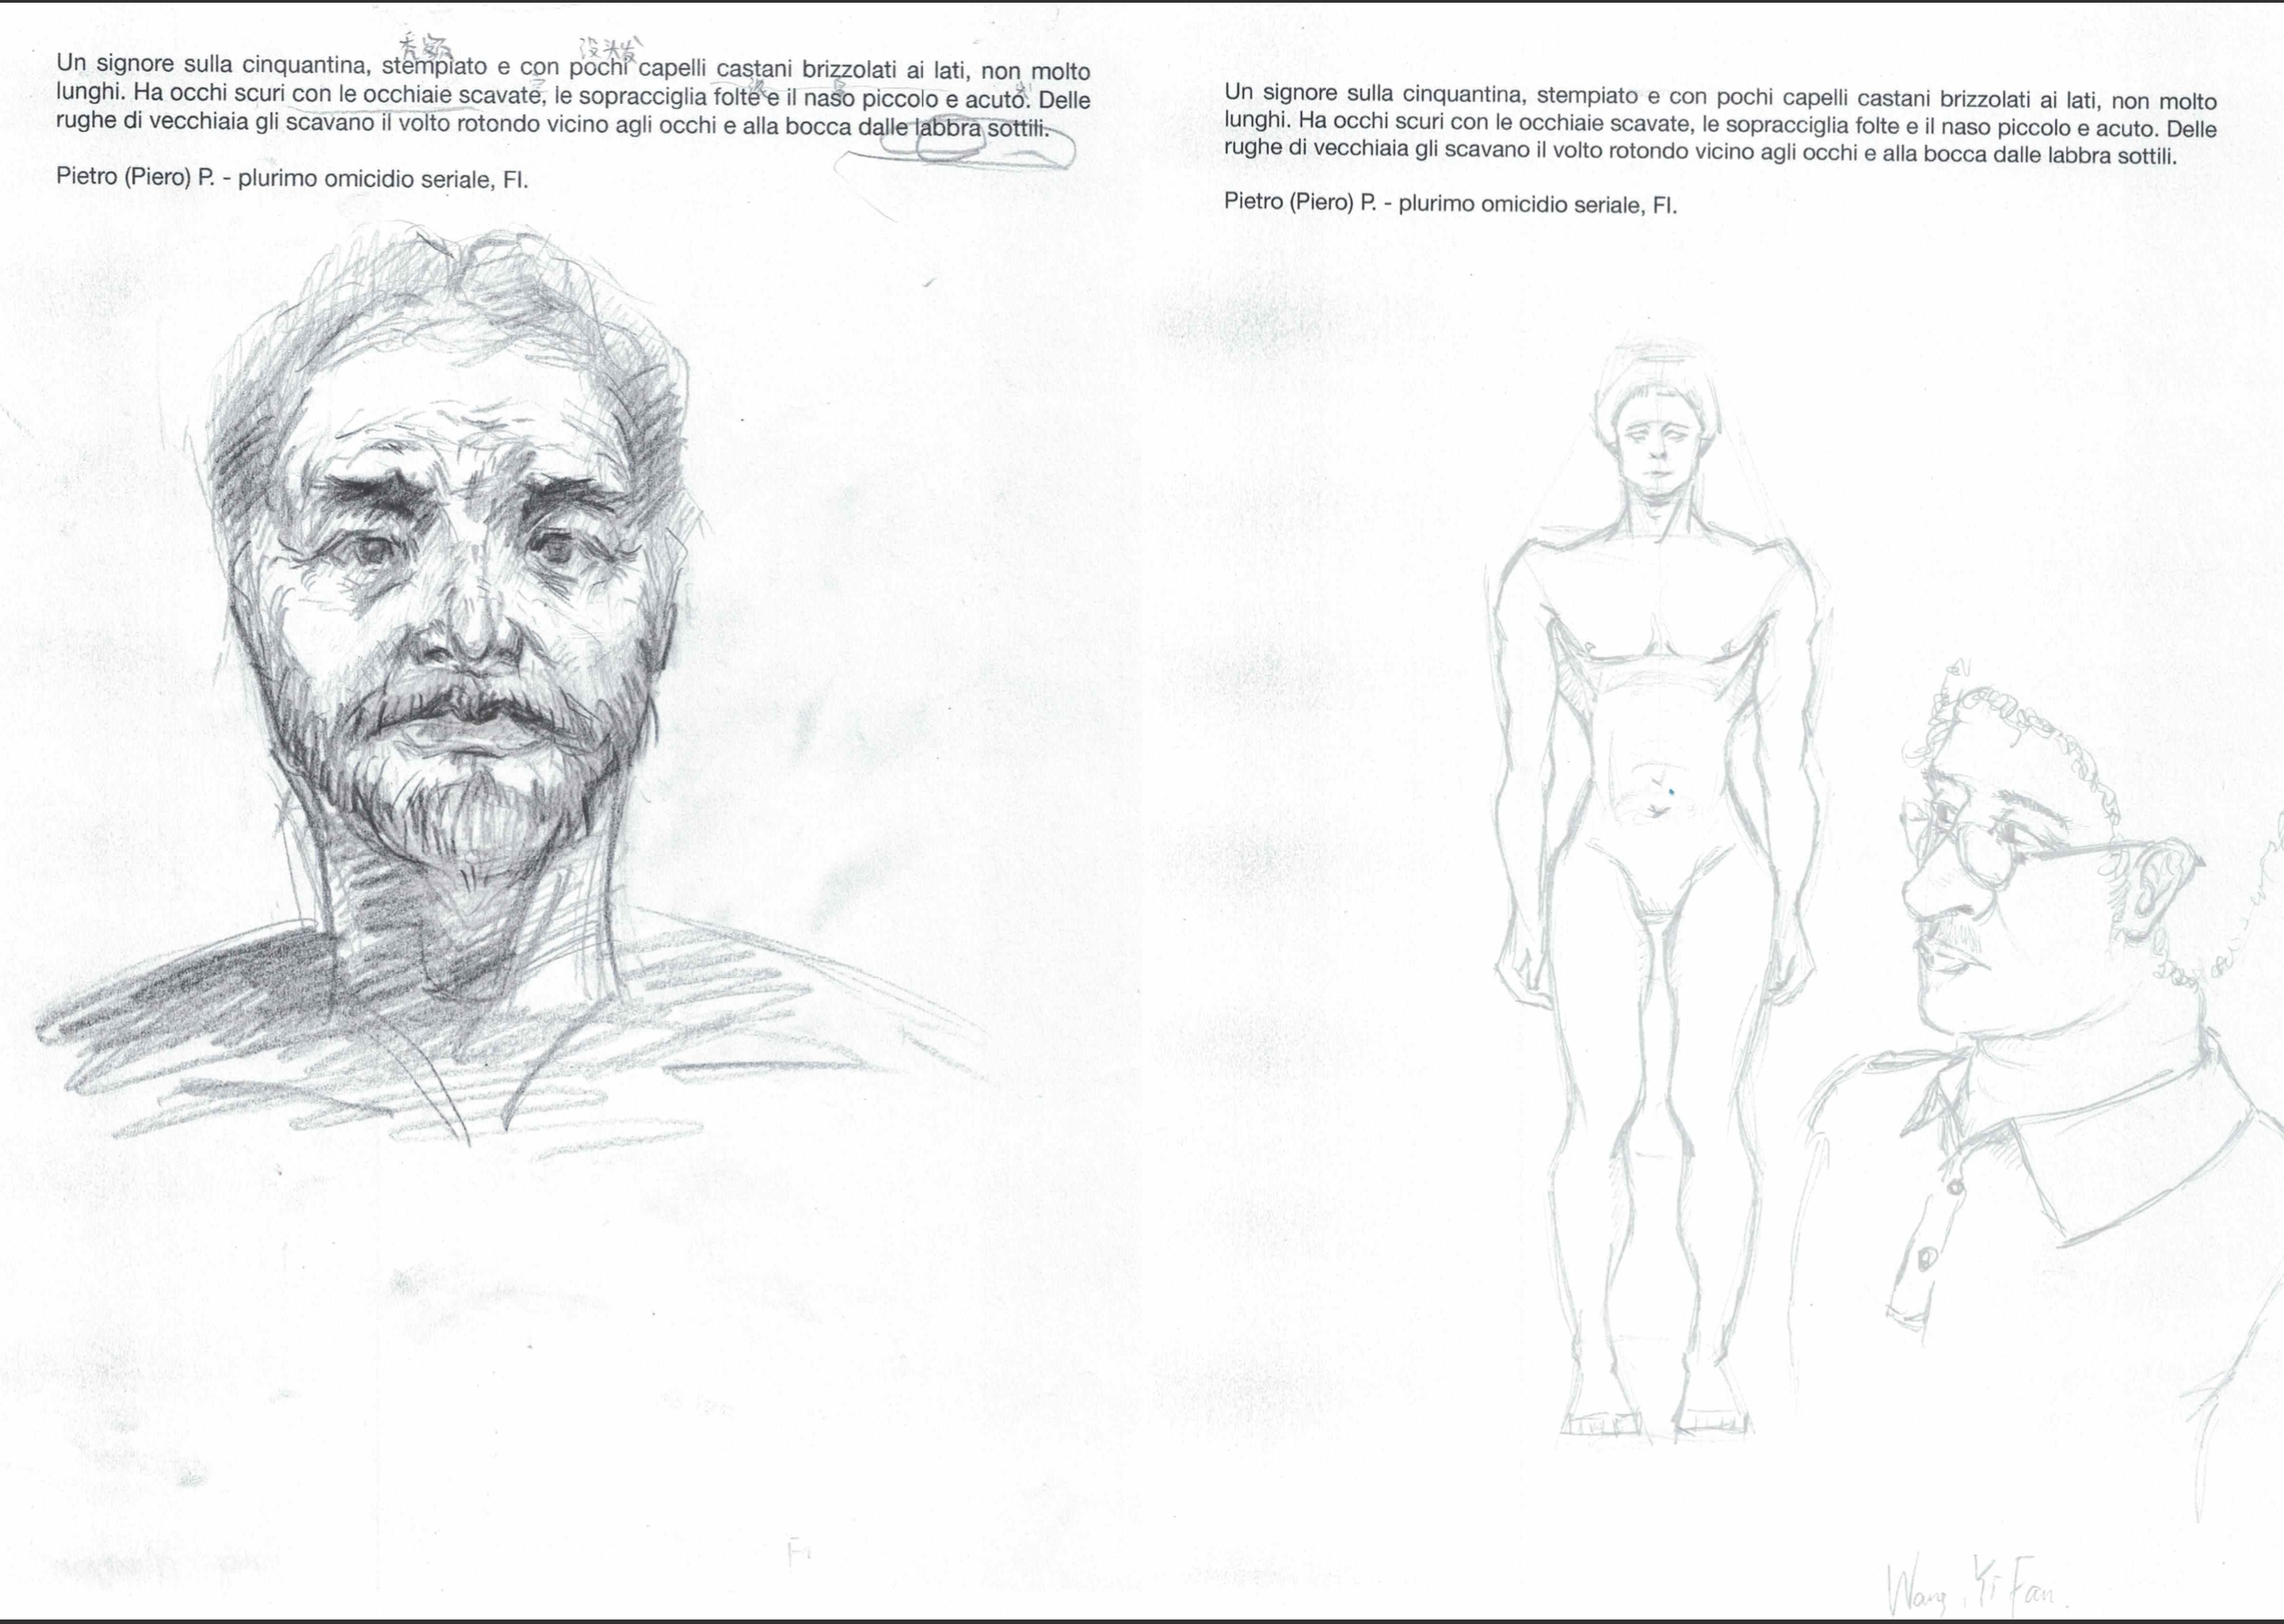 秃额 没头发
Un signore sulla cinquantina, stempiato e con pochi capelli castani brizzolati ai lati, non molto
lunghi. Ha occhi scuri con le occhiaie scavate, le sopracciglia folte e il naso piccolo e acuto. Delle
rughe di vecchiaia gli scavano il volto rotondo vicino agli occhi e alla bocca dalle labbra sottili.
Pietro (Piero) P. - plurimo omicidio seriale, FI.
Un signore sulla cinquantina, stempiato e con pochi capelli castani brizzolati ai lati, non molto
lunghi. Ha occhi scuri con le occhiaie scavate, le sopracciglia folte e il naso piccolo e acuto. Delle
rughe di vecchiaia gli scavano il volto rotondo vicino agli occhi e alla bocca dalle labbra sottili.
Pietro (Piero) P. - plurimo omicidio seriale, FI.
Wang, Yi Fan.